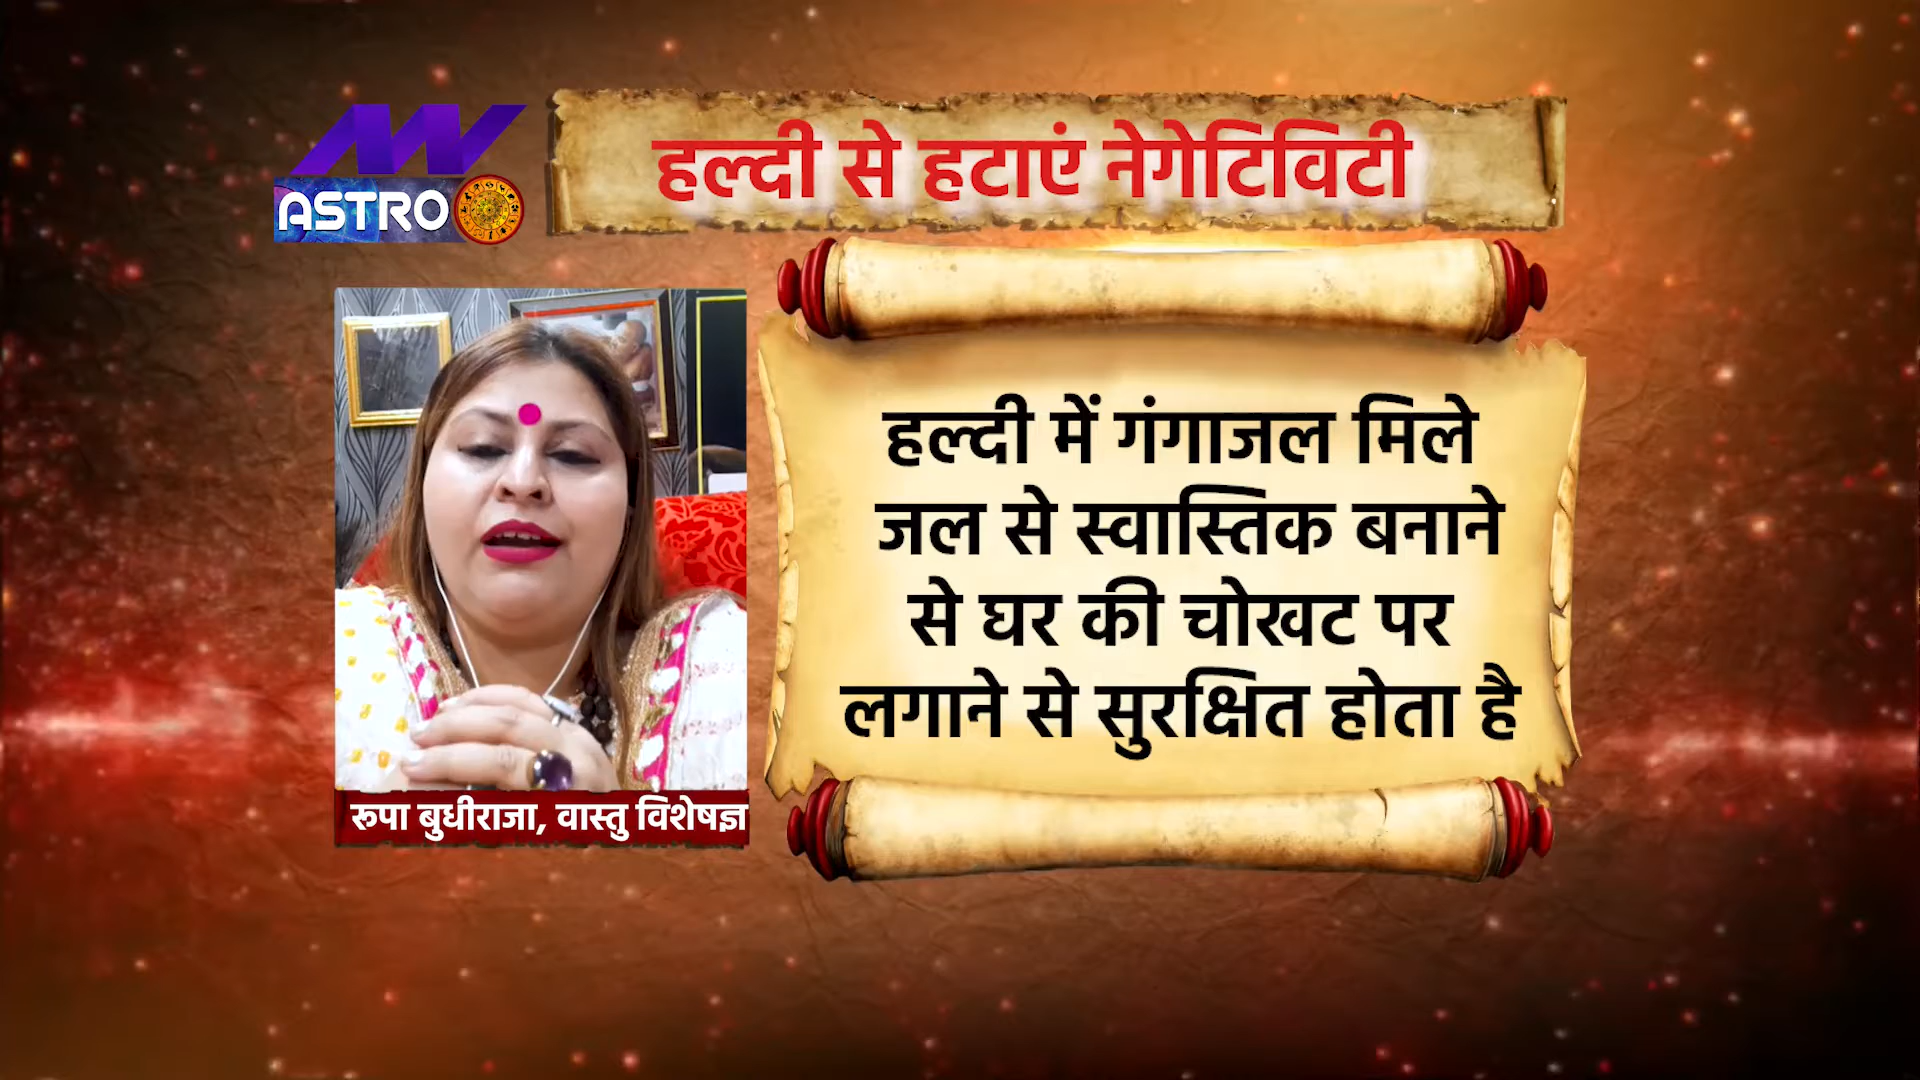 ASTRO
हल्दी से हटाएं नेगेटिविटी
हल्दी में गंगाजल मिले
जल से स्वास्तिक बनाने
से घर की चोखट पर
लगाने से सुरक्षित होता है
रूपा बुधीराजा, वास्तु विशेषज्ञ